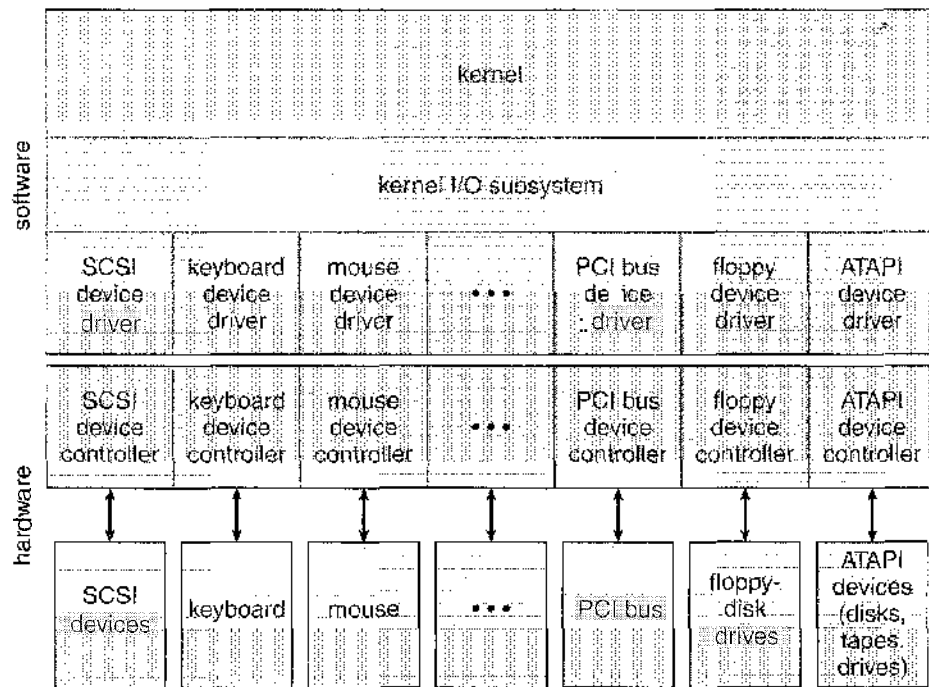 kernel
kernel I/O subsystem
software
SCSI
device
driver
keyboard
device
driver
mouse
device
driver
•••
PCI bus
de ice
driver
floppy
device
driver
ATAPI
device
driver
SCSI
device
controller
keyboard
device
controller
mouse
device
controller
•••
PCI bus
device
controller
floppy
device
controller
ATAPI
device
controller
hardware
SCSI
devices
keyboard
mouse
•••
PCI bus
floppy-
disk
drives
ATAPI
devices
(disks,
tapes
drives)